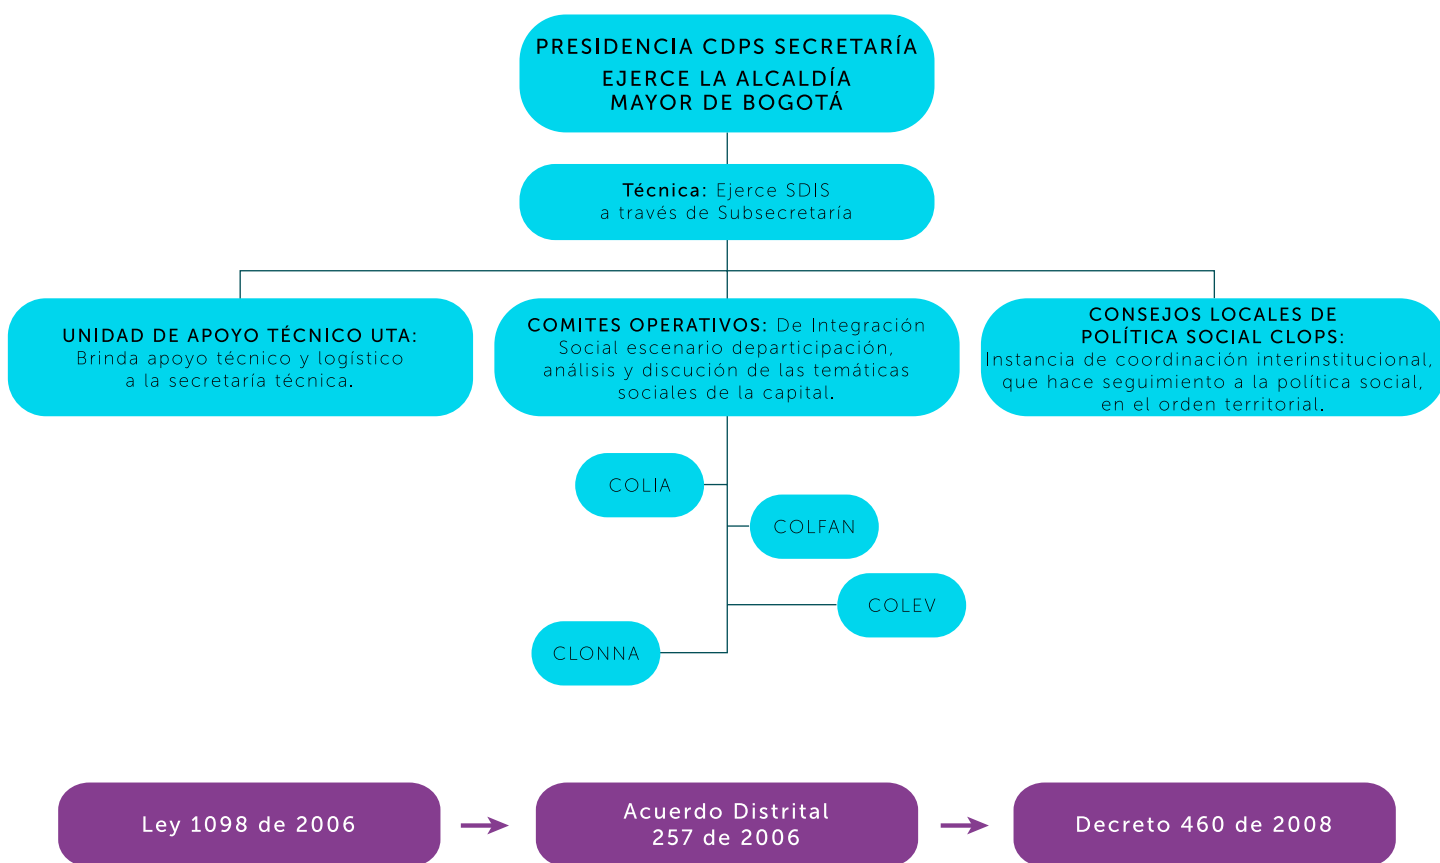 PRESIDENCIA CDPS SECRETARÍA
EJERCE LA ALCALDÍA
MAYOR DE BOGOTÁ
Técnica: Ejerce SDIS
a través de Subsecretaría
UNIDAD DE APOYO TÉCNICO UTA:
Brinda apoyo técnico y logístico
a la secretaría técnica.
COMITES OPERATIVOS: De Integración
Social escenario departicipación,
análisis y discución de las temáticas
sociales de la capital.
CONSEJOS LOCALES DE
POLÍTICA SOCIAL CLOPS:
Instancia de coordinación interinstitucional,
que hace seguimiento a la política social,
en el orden territorial.
COLIA
COLFAN
COLEV
CLONNA
Ley 1098 de 2006
Acuerdo Distrital
257 de 2006
Decreto 460 de 2008